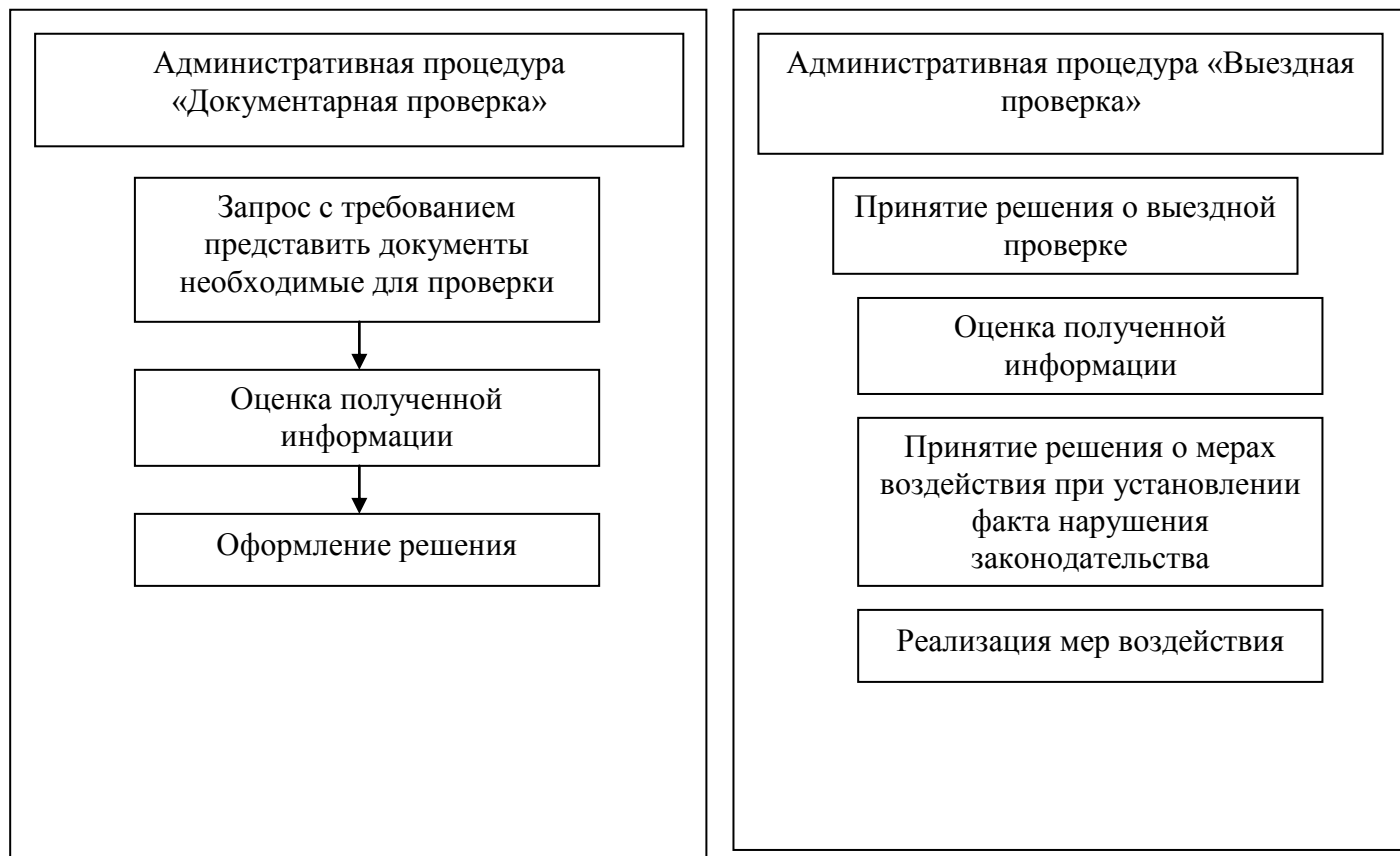 Административная процедура
«Документарная проверка»
Запрос с требованием
представить документы
необходимые для проверки
Оценка полученной
информации
Оформление решения
Административная процедура «Выездная
проверка»
Принятие решения о выездной
проверке
Оценка полученной
информации
Принятие решения о мерах
воздействия при установлении
факта нарушения
законодательства
Реализация мер воздействия